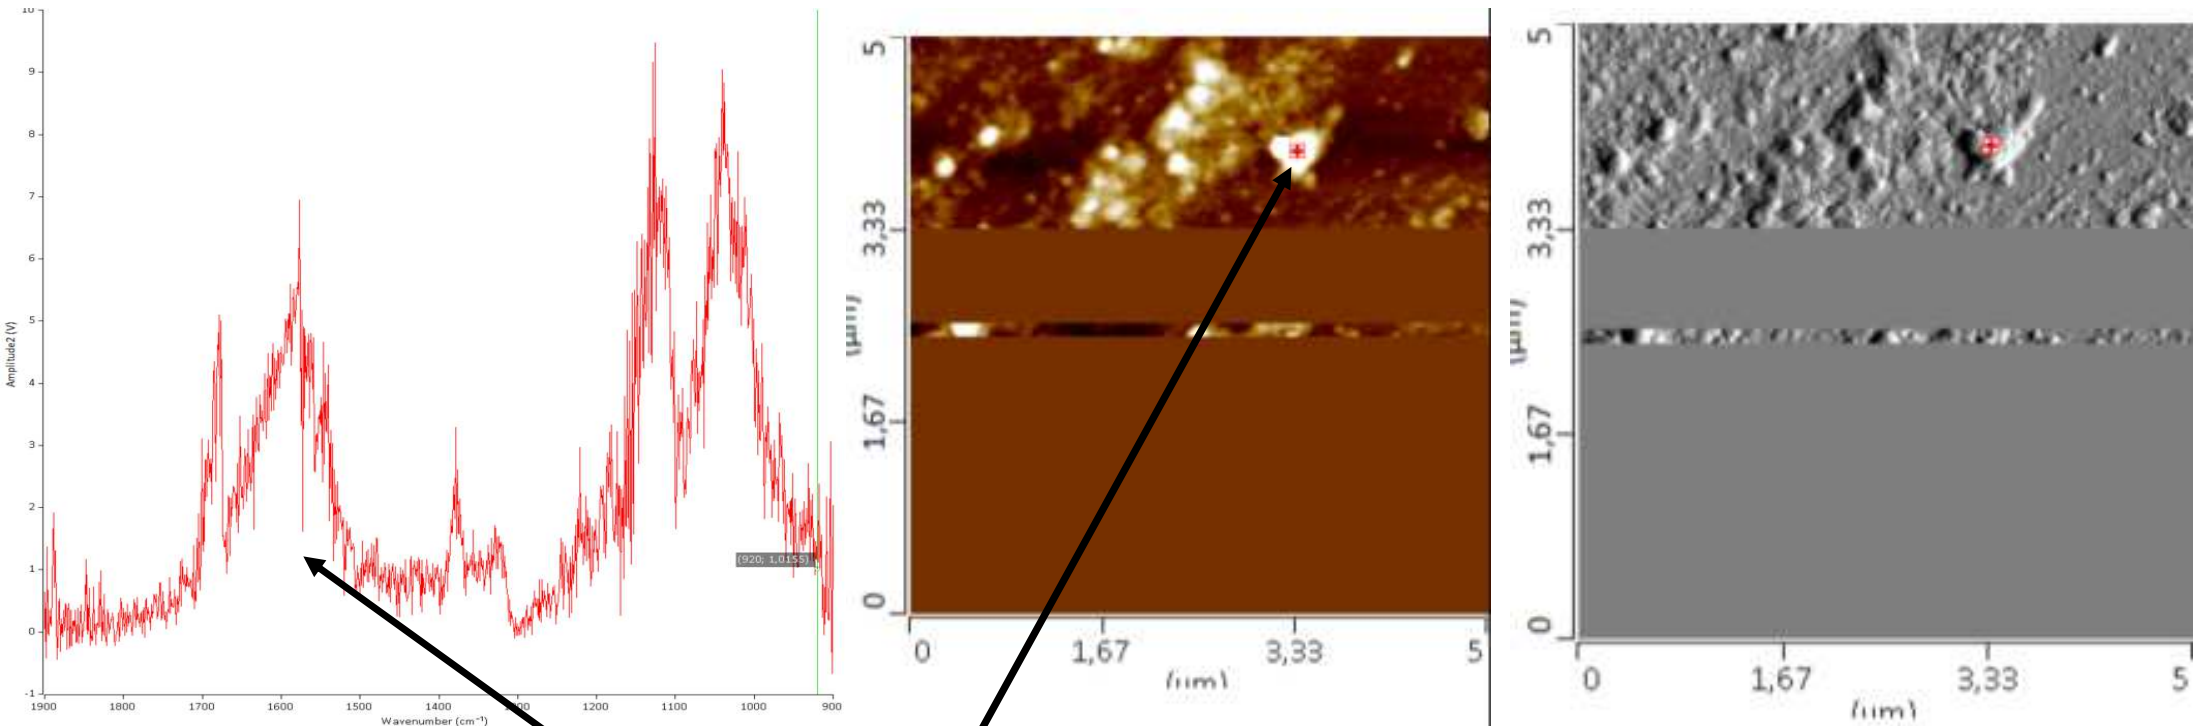 10
9
8
7
6
5
4
3
2
1
0
-1
Amplitude2 (V)
1900 1800 1700 1600 1500 1400 1200 1100 1000 900
Wavenumber (cm⁻¹)
(920; 1,0155)
5
3,33
1,67
0
(µm)
0 1,67 3,33 5
(µm)
5
3,33
1,67
0
(µm)
0 1,67 3,33 5
(µm)